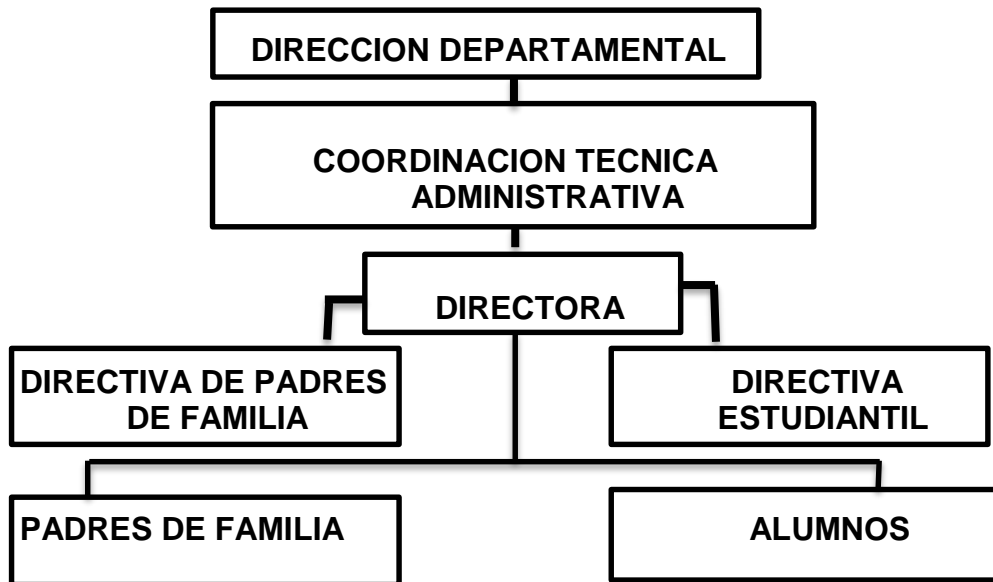 DIRECCION DEPARTAMENTAL
COORDINACION TECNICA
ADMINISTRATIVA
DIRECTORA
DIRECTIVA DE PADRES
DE FAMILIA
DIRECTIVA
ESTUDIANTIL
PADRES DE FAMILIA
ALUMNOS